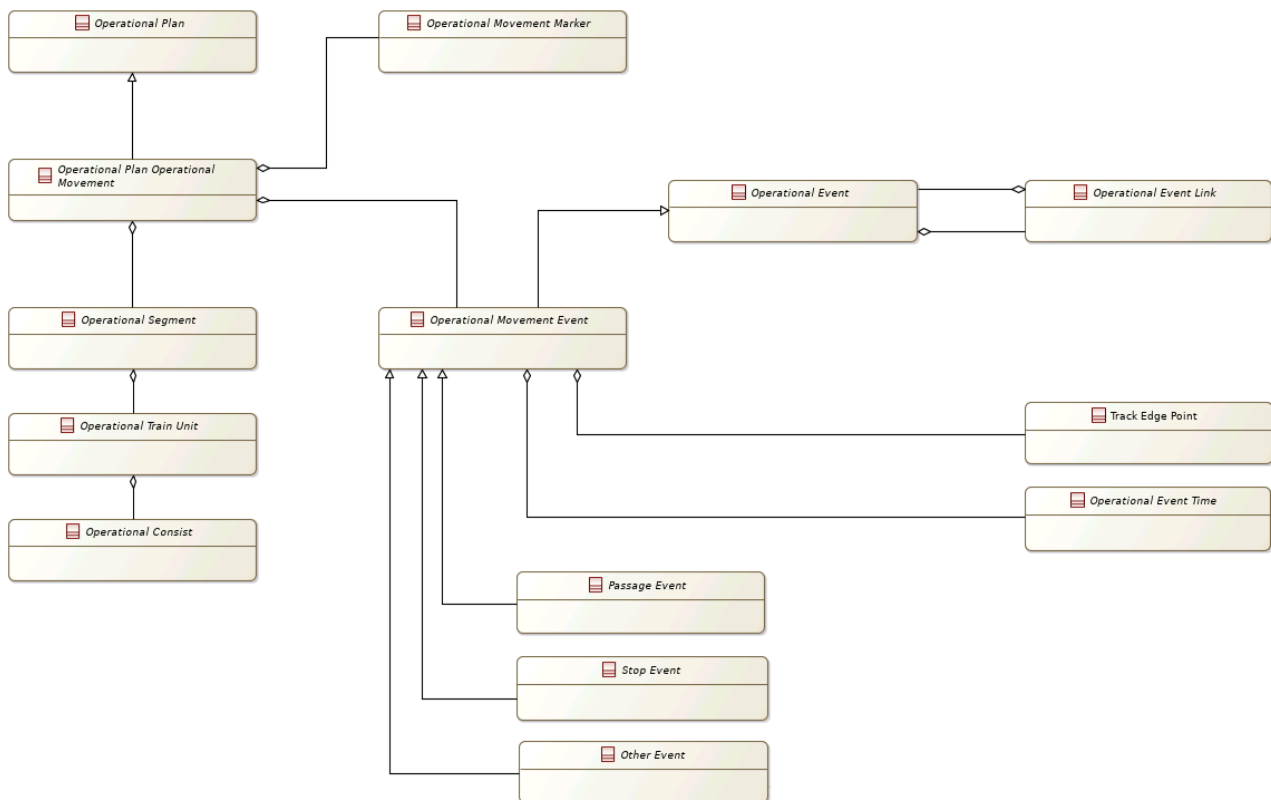 Operational Plan
Operational Movement Marker
Operational Plan Operational
Movement
Operational Event
Operational Event Link
Operational Segment
Operational Movement Event
Track Edge Point
Operational Train Unit
Operational Event Time
Operational Consist
Passage Event
Stop Event
Other Event